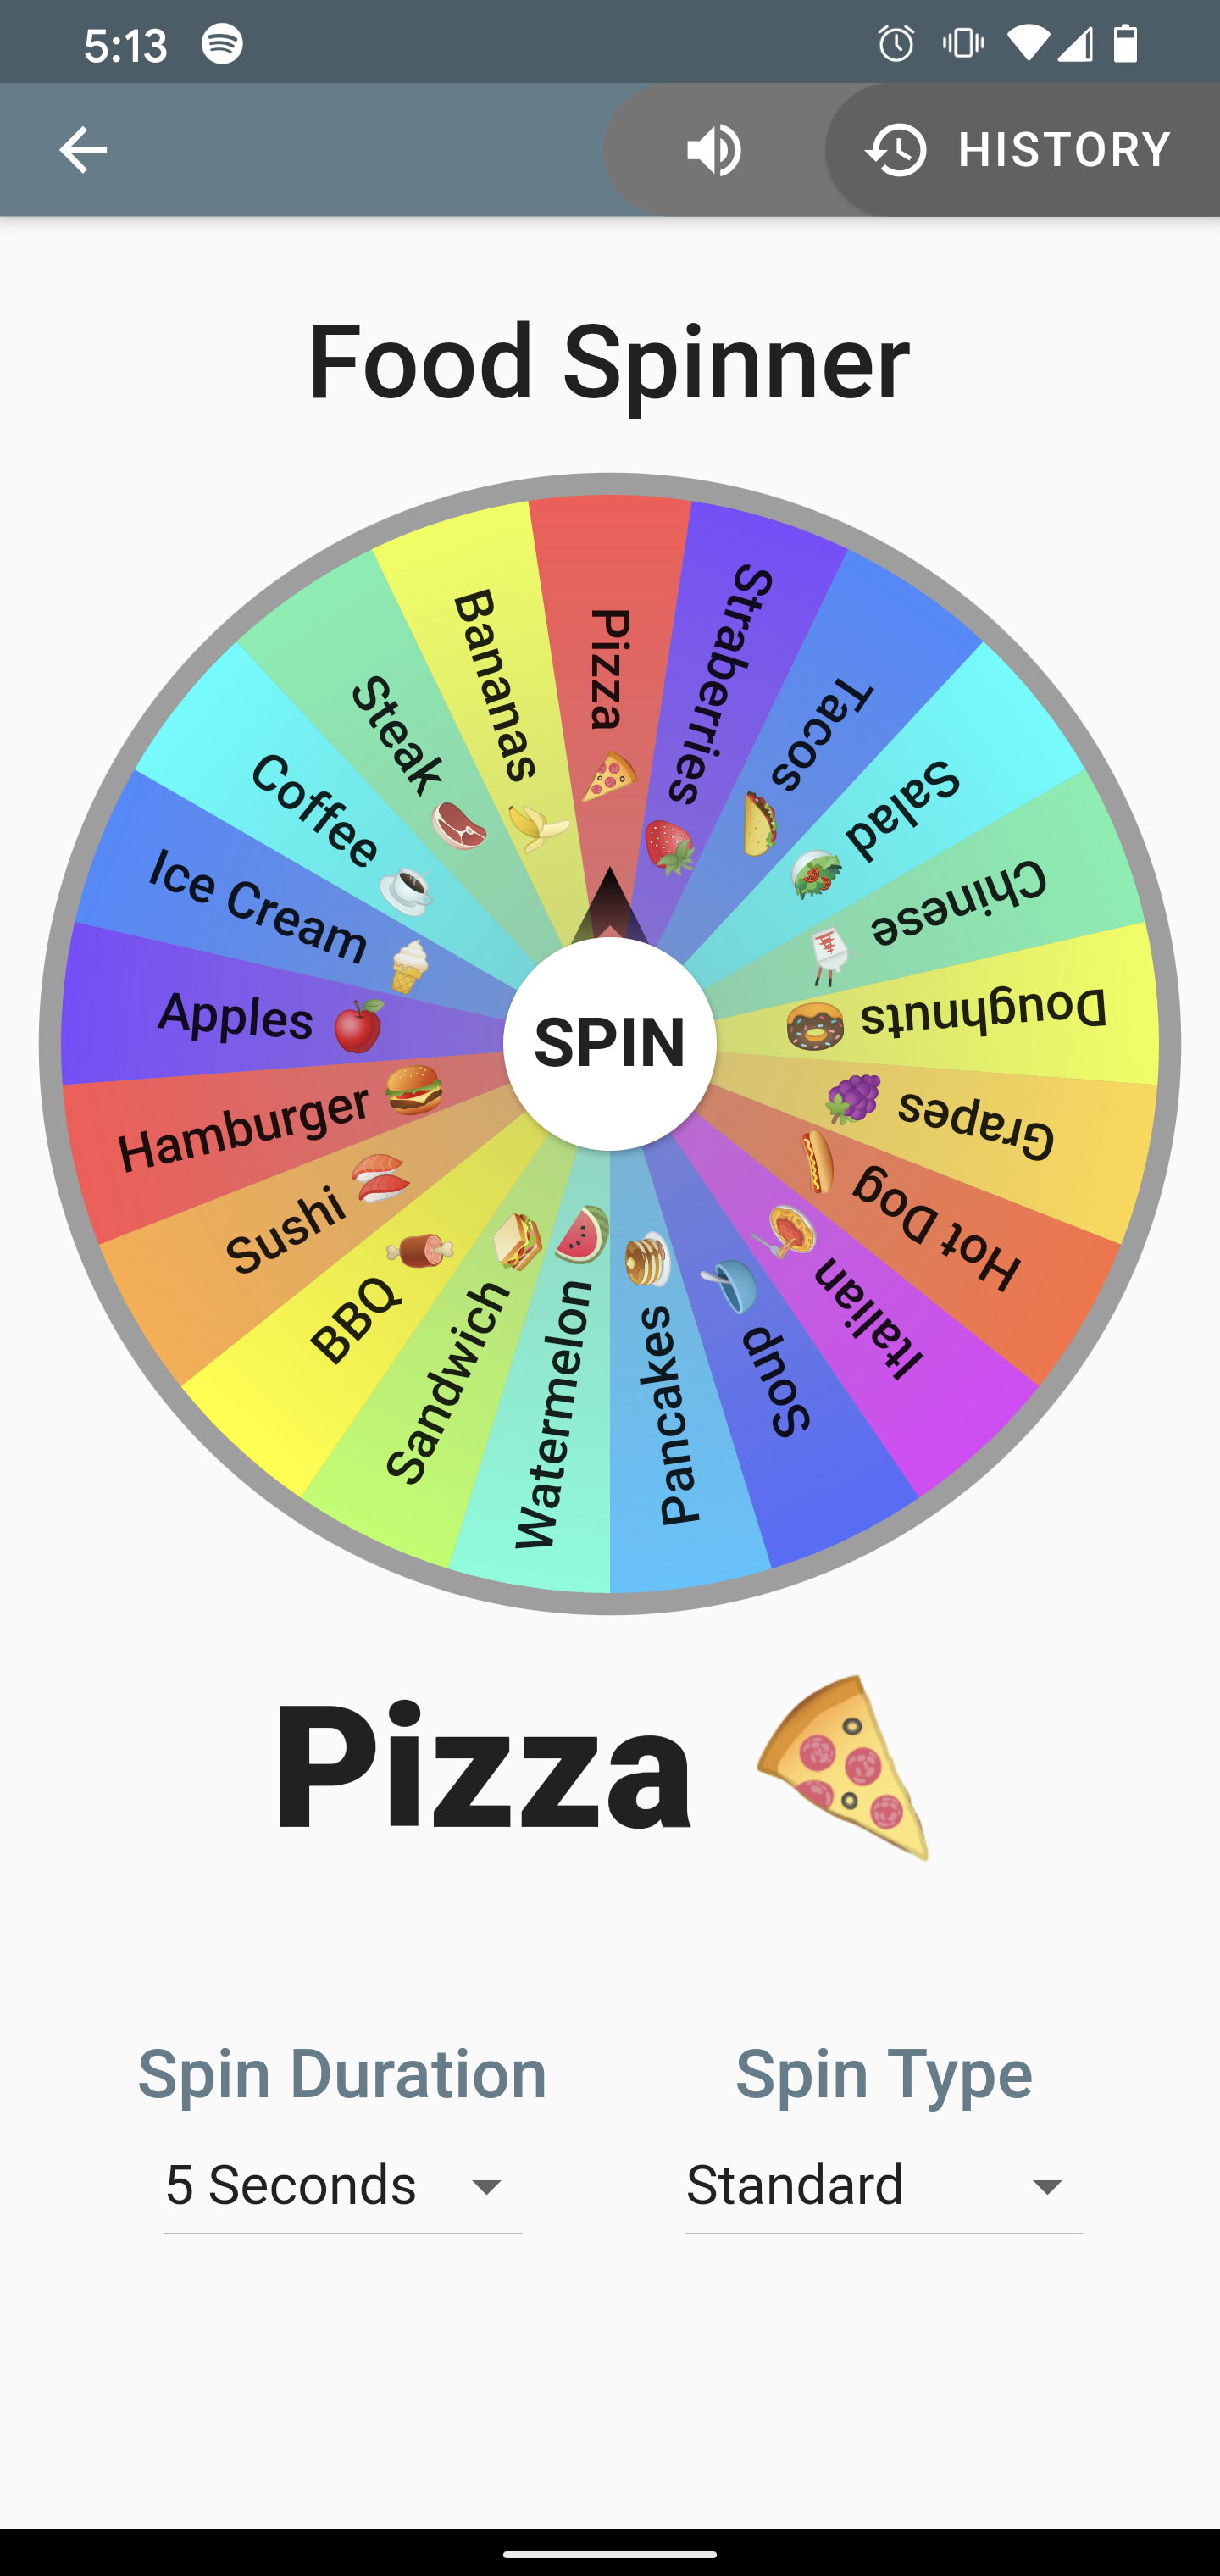 5:13
HISTORY
Food Spinner
Pizza
Straberries
Tacos
Salad
Chinese
Doughnuts
Grapes
Hot Dog
Italian
Soup
Pancakes
Watermelon
Sandwich
BBQ
Sushi
Hamburger
Apples
Ice Cream
Coffee
Steak
Bananas
SPIN
Pizza
Spin Duration
Spin Type
5 Seconds
Standard